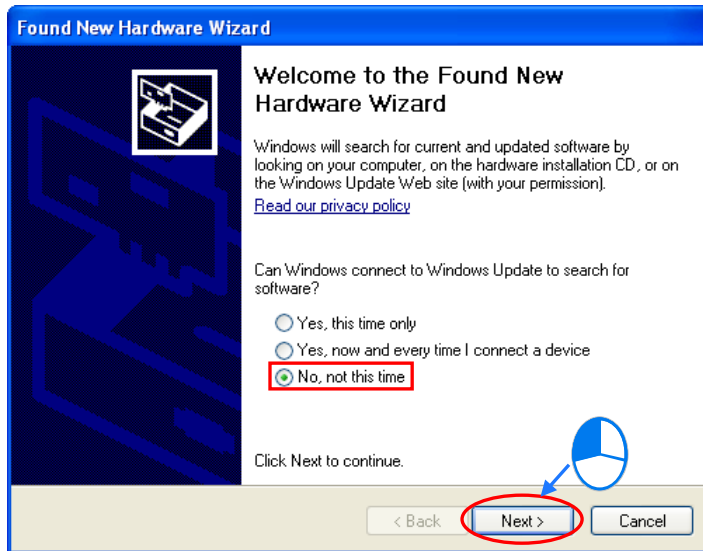 Found New Hardware Wizard
Welcome to the Found New
Hardware Wizard
Windows will search for current and updated software by
looking on your computer, on the hardware installation CD, or on
the Windows Update Web site (with your permission).
Read our privacy policy
Can Windows connect to Windows Update to search for
software?
Yes, this time only
Yes, now and every time I connect a device
No, not this time
Click Next to continue.
< Back
Next >
Cancel